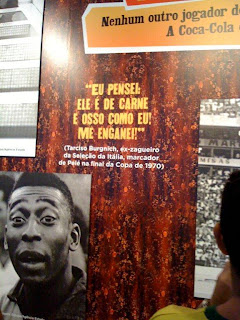 Nenhum outro jogador d
A Coca-Cola
“EU PENSEI,
ELE É DE CARNE
E OSSO COMO EU!
ME ENGANEI!”
(Tarciso Burgnich, ex-zagueiro
da Seleção da Itália, marcador
de Pelé na final da Copa de 1970)